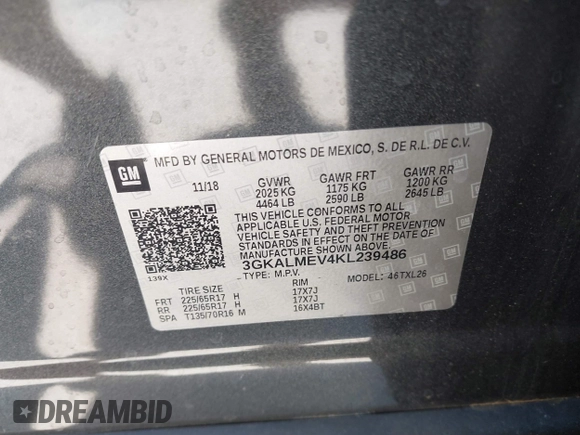 GM
MFD BY GENERAL MOTORS DE MEXICO, S. DE R.L. DE C.V.
11/18 GVWR GAWR FRT GAWR RR
2025 KG 1175 KG 1200 KG
4464 LB 2590 LB 2645 LB
THIS VEHICLE CONFORMS TO ALL
APPLICABLE U.S. FEDERAL MOTOR
VEHICLE SAFETY STANDARDS IN EFFECT ON THE DATE OF
MANUFACTURE SHOWN ABOVE.
3GKALMEV4KL239486
139X
TYPE: M.P.V. MODEL: 46TXL26
TIRE SIZE RIM
FRT 225/65R17 H 17X7J
RR 225/65R17 H 17X7J
SPA T135/70R16 M 16X4BT
DREAMBID